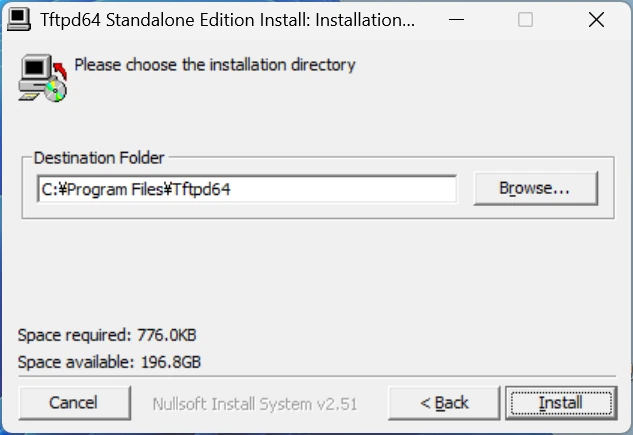 Tftpd64 Standalone Edition Install: Installation...
Please choose the installation directory
Destination Folder
C:¥Program Files¥Tftpd64
Browse...
Space required: 776.0KB
Space available: 196.8GB
Cancel
Nullsoft Install System v2.51
< Back
Install